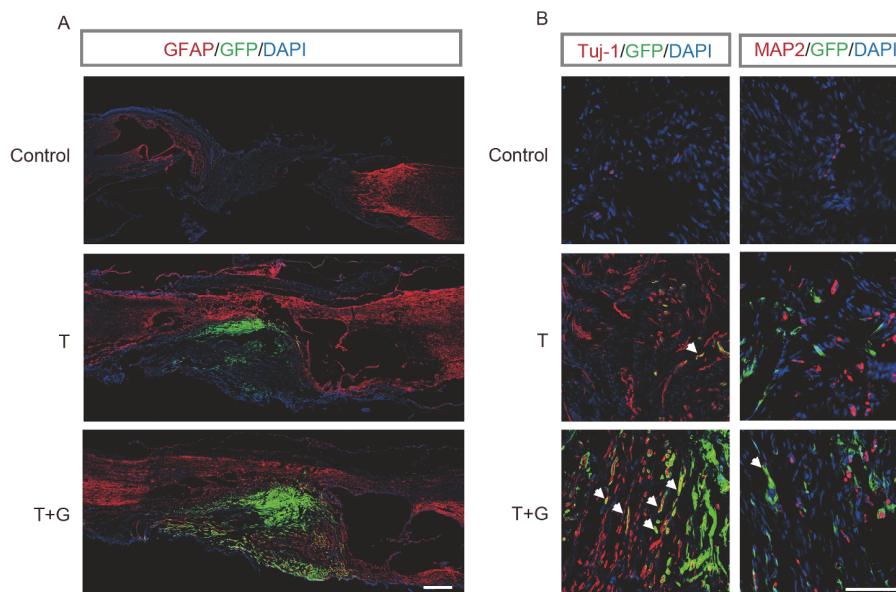 A
GFAP/GFP/DAPI
Control
T
T+G
B
Tuj-1/GFP/DAPI
MAP2/GFP/DAPI
Control
T
T+G